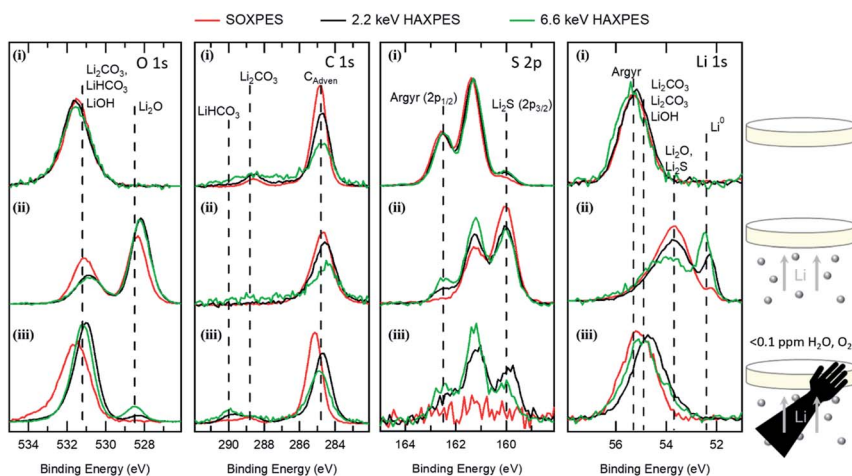 SOXPES 2.2 keV HAXPES 6.6 keV HAXPES
(i) O 1s
Li₂CO₃,
LiHCO₃
LiOH
Li₂O
(ii)
(iii)
534 532 530 528
Binding Energy (eV)
(i) C 1s
C_Adven
Li₂CO₃
LiHCO₃
(ii)
(iii)
290 288 286 284
Binding Energy (eV)
(i) S 2p
Argyr (2p₁/₂)
Li₂S (2p₃/₂)
(ii)
(iii)
164 162 160
Binding Energy (eV)
(i) Li 1s
Argyr
Li₂CO₃
Li₂CO₃
LiOH
Li⁰
Li₂O,
Li₂S
(ii)
(iii)
56 54 52
Binding Energy (eV)
Li
<0.1 ppm H₂O, O₂
Li